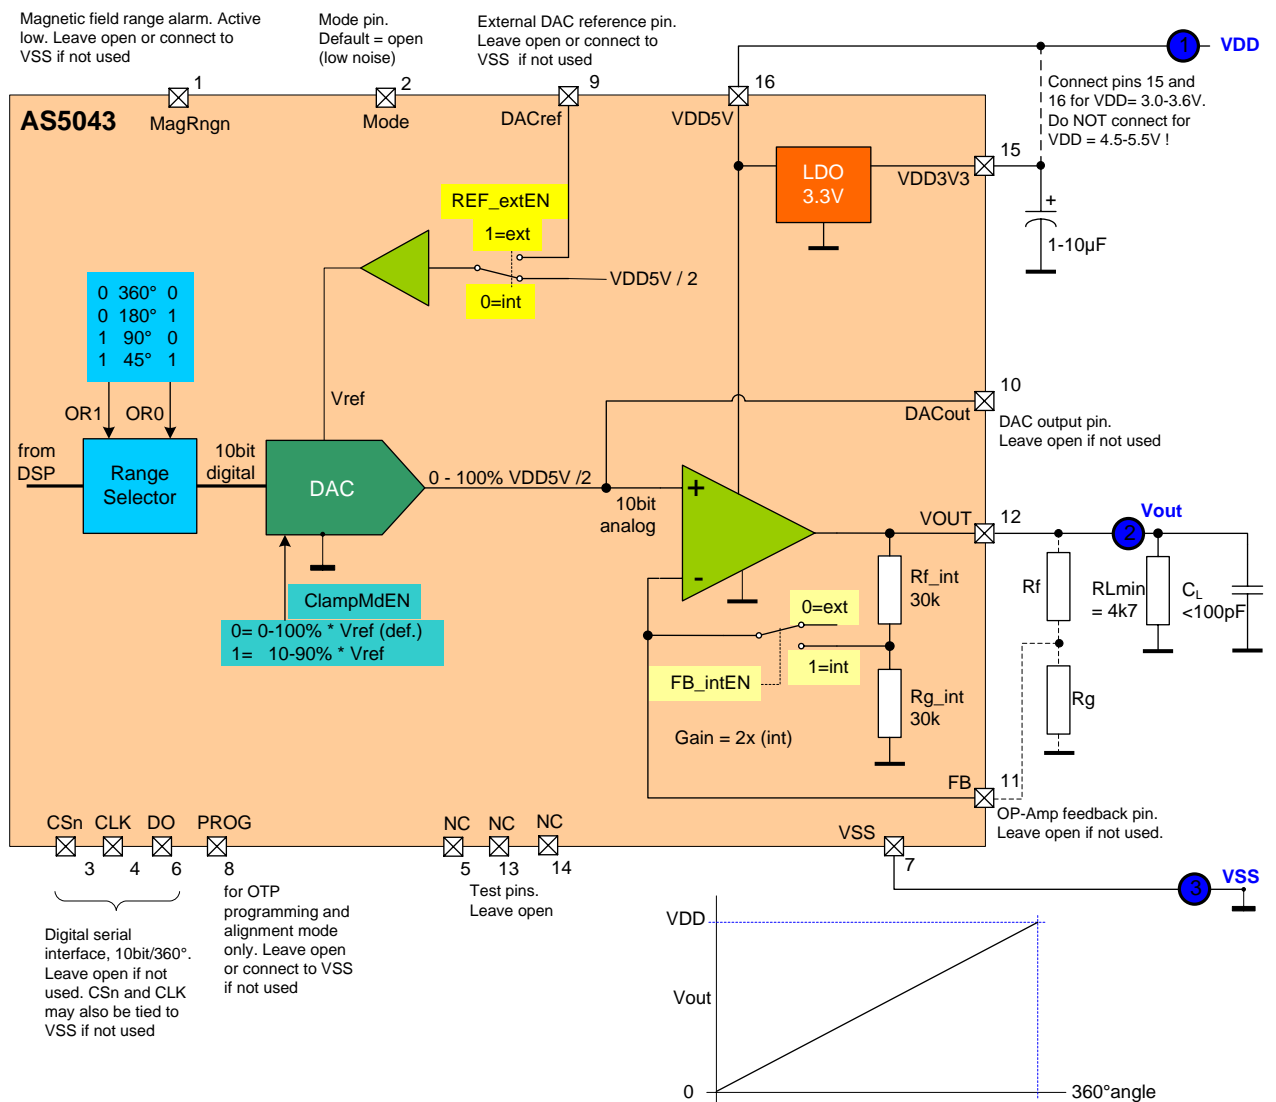 Magnetic field range alarm. Active
low. Leave open or connect to
VSS if not used
Mode pin.
Default = open
(low noise)
External DAC reference pin.
Leave open or connect to
VSS if not used
1 VDD
1
2
9
16
AS5043
MagRngn
Mode
DACref
VDD5V
Connect pins 15 and
16 for VDD= 3.0-3.6V.
Do NOT connect for
VDD = 4.5-5.5V !
15
LDO
3.3V
VDD3V3
REF_extEN
1=ext
+
1-10µF
VDD5V / 2
0=int
0 360° 0
0 180° 1
1 90° 0
1 45° 1
Vref
10
DACout
DAC output pin.
Leave open if not used
OR1
OR0
from
DSP
Range
Selector
10bit
digital
DAC
0 - 100% VDD5V /2
10bit
analog
+
-
VOUT
12
Vout
2
Rf_int
30k
Rf
RLmin
= 4k7
CL
<100pF
ClampMdEN
0= 0-100% * Vref (def.)
1= 10-90% * Vref
0=ext
1=int
FB_intEN
Rg_int
30k
Rg
Gain = 2x (int)
FB
11
OP-Amp feedback pin.
Leave open if not used.
CSn
CLK
DO
PROG
NC
NC
NC
VSS
3
4
6
8
5
13
14
7
for OTP
programming and
alignment mode
only. Leave open
or connect to VSS
if not used
Test pins.
Leave open
3 VSS
Digital serial
interface, 10bit/360°.
Leave open if not
used. CSn and CLK
may also be tied to
VSS if not used
VDD
Vout
0
360°angle